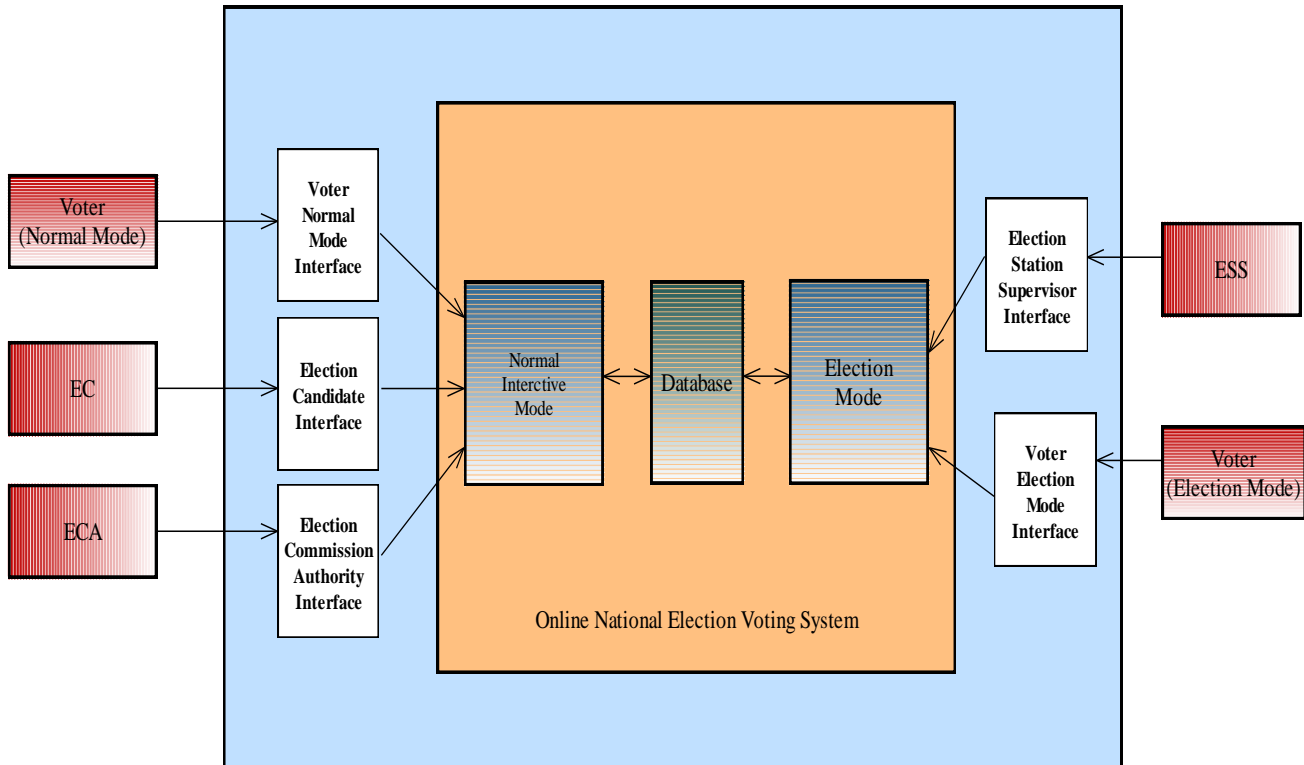 Voter
(Normal Mode)
EC
ECA
Voter
Normal
Mode
Interface
Election
Candidate
Interface
Election
Commission
Authority
Interface
Normal
Interctive
Mode
Database
Election
Mode
Online National Election Voting System
Election
Station
Supervisor
Interface
Voter
Election
Mode
Interface
ESS
Voter
(Election Mode)